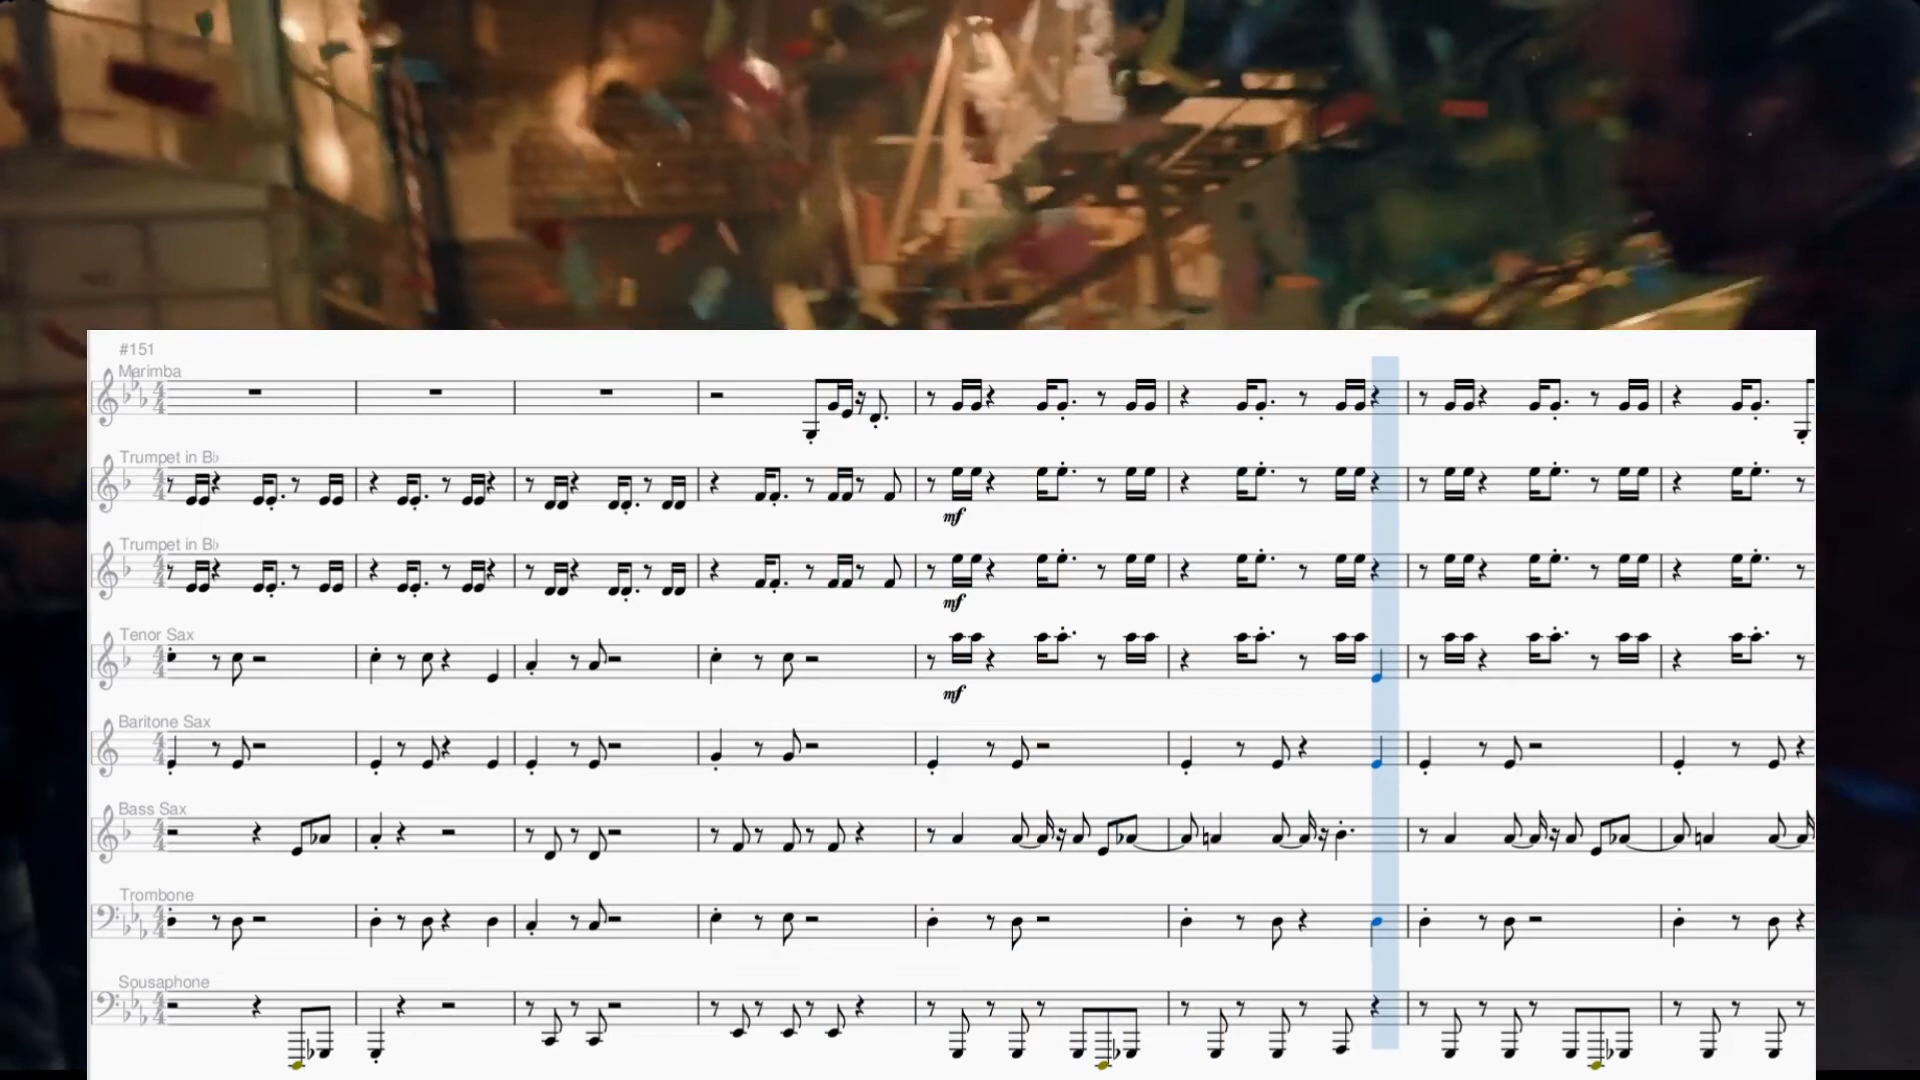 #151
Marimba
Trumpet in B♭
mf
Trumpet in B♭
mf
Tenor Sax
mf
Baritone Sax
Bass Sax
Trombone
Sousaphone